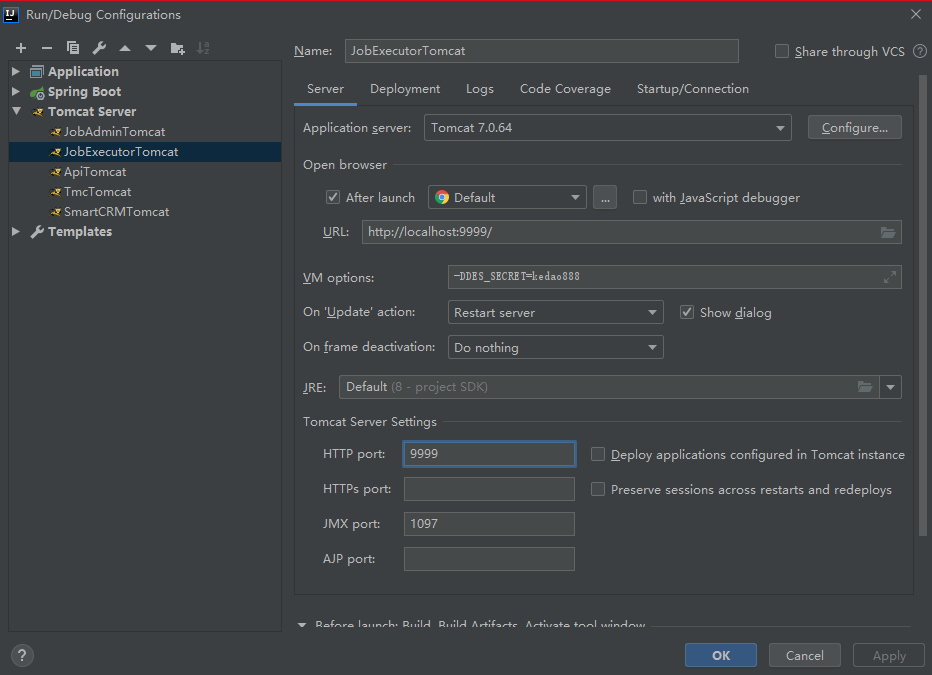 IJ Run/Debug Configurations
Name: JobExecutorTomcat Share through VCS ?
Application
Spring Boot
Tomcat Server
JobAdminTomcat
JobExecutorTomcat
ApiTomcat
TmcTomcat
SmartCRMTomcat
Templates
Server Deployment Logs Code Coverage Startup/Connection
Application server: Tomcat 7.0.64 Configure...
Open browser
After launch Default ... with JavaScript debugger
URL: http://localhost:9999/
VM options: -DDES_SECRET=kedao888
On 'Update' action: Restart server Show dialog
On frame deactivation: Do nothing
JRE: Default (8 - project SDK)
Tomcat Server Settings
HTTP port: 9999 Deploy applications configured in Tomcat instance
HTTPs port: Preserve sessions across restarts and redeploys
JMX port: 1097
AJP port:
Before launch: Build, Build Artifacts, Activate tool window
? OK Cancel Apply